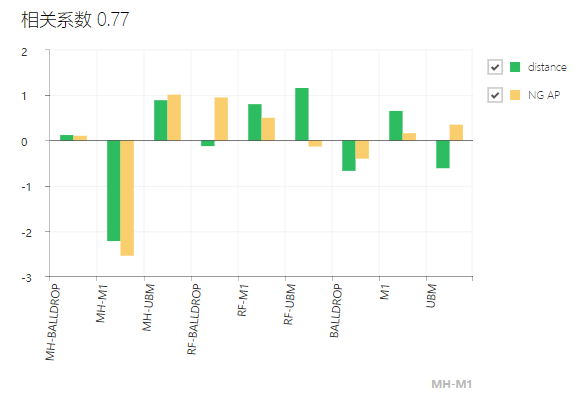 相关系数 0.77
2
1
0
-1
-2
-3
distance
NG AP
MH-BALLDROP
MH-M1
MH-UBM
RF-BALLDROP
RF-M1
RF-UBM
BALLDROP
M1
UBM
MH-M1